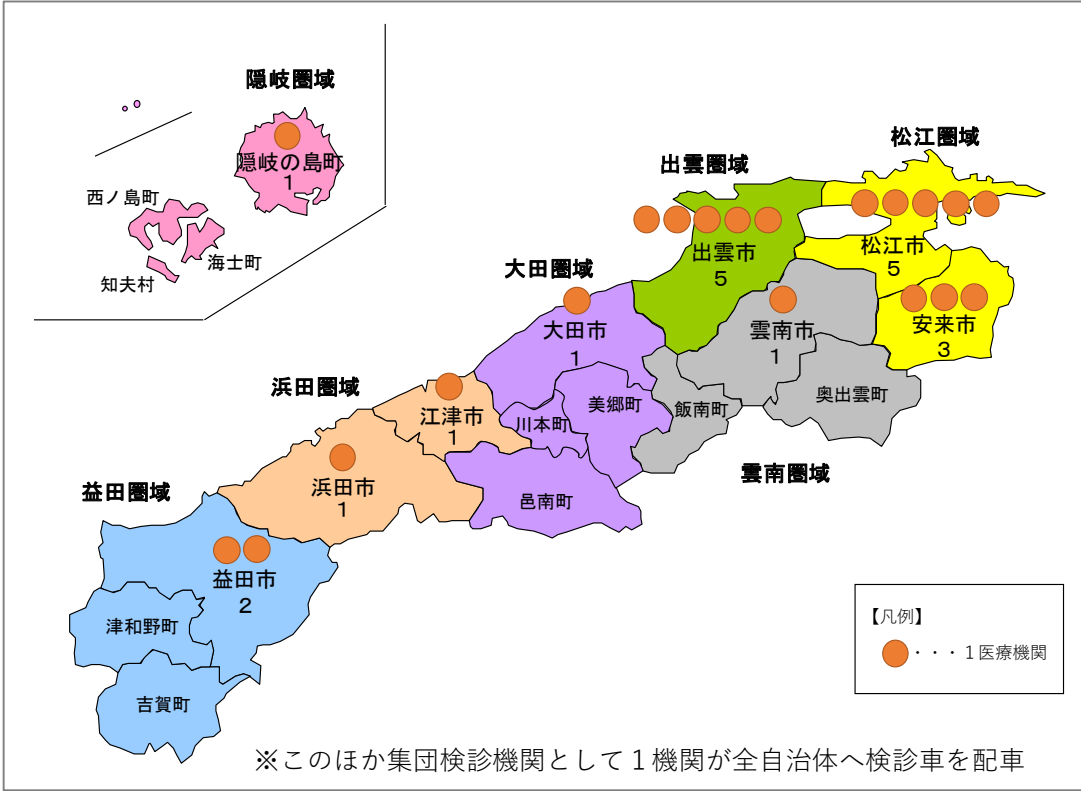 隠岐圏域
隠岐の島町
1
西ノ島町
海士町
知夫村
松江圏域
出雲圏域
松江市
5
出雲市
5
大田圏域
安来市
3
大田市
1
雲南市
1
浜田圏域
奥出雲町
美郷町
飯南町
江津市
1
川本町
雲南圏域
益田圏域
浜田市
1
邑南町
益田市
2
津和野町
吉賀町
【凡例】
・・・１医療機関
※このほか集団検診機関として１機関が全自治体へ検診車を配車